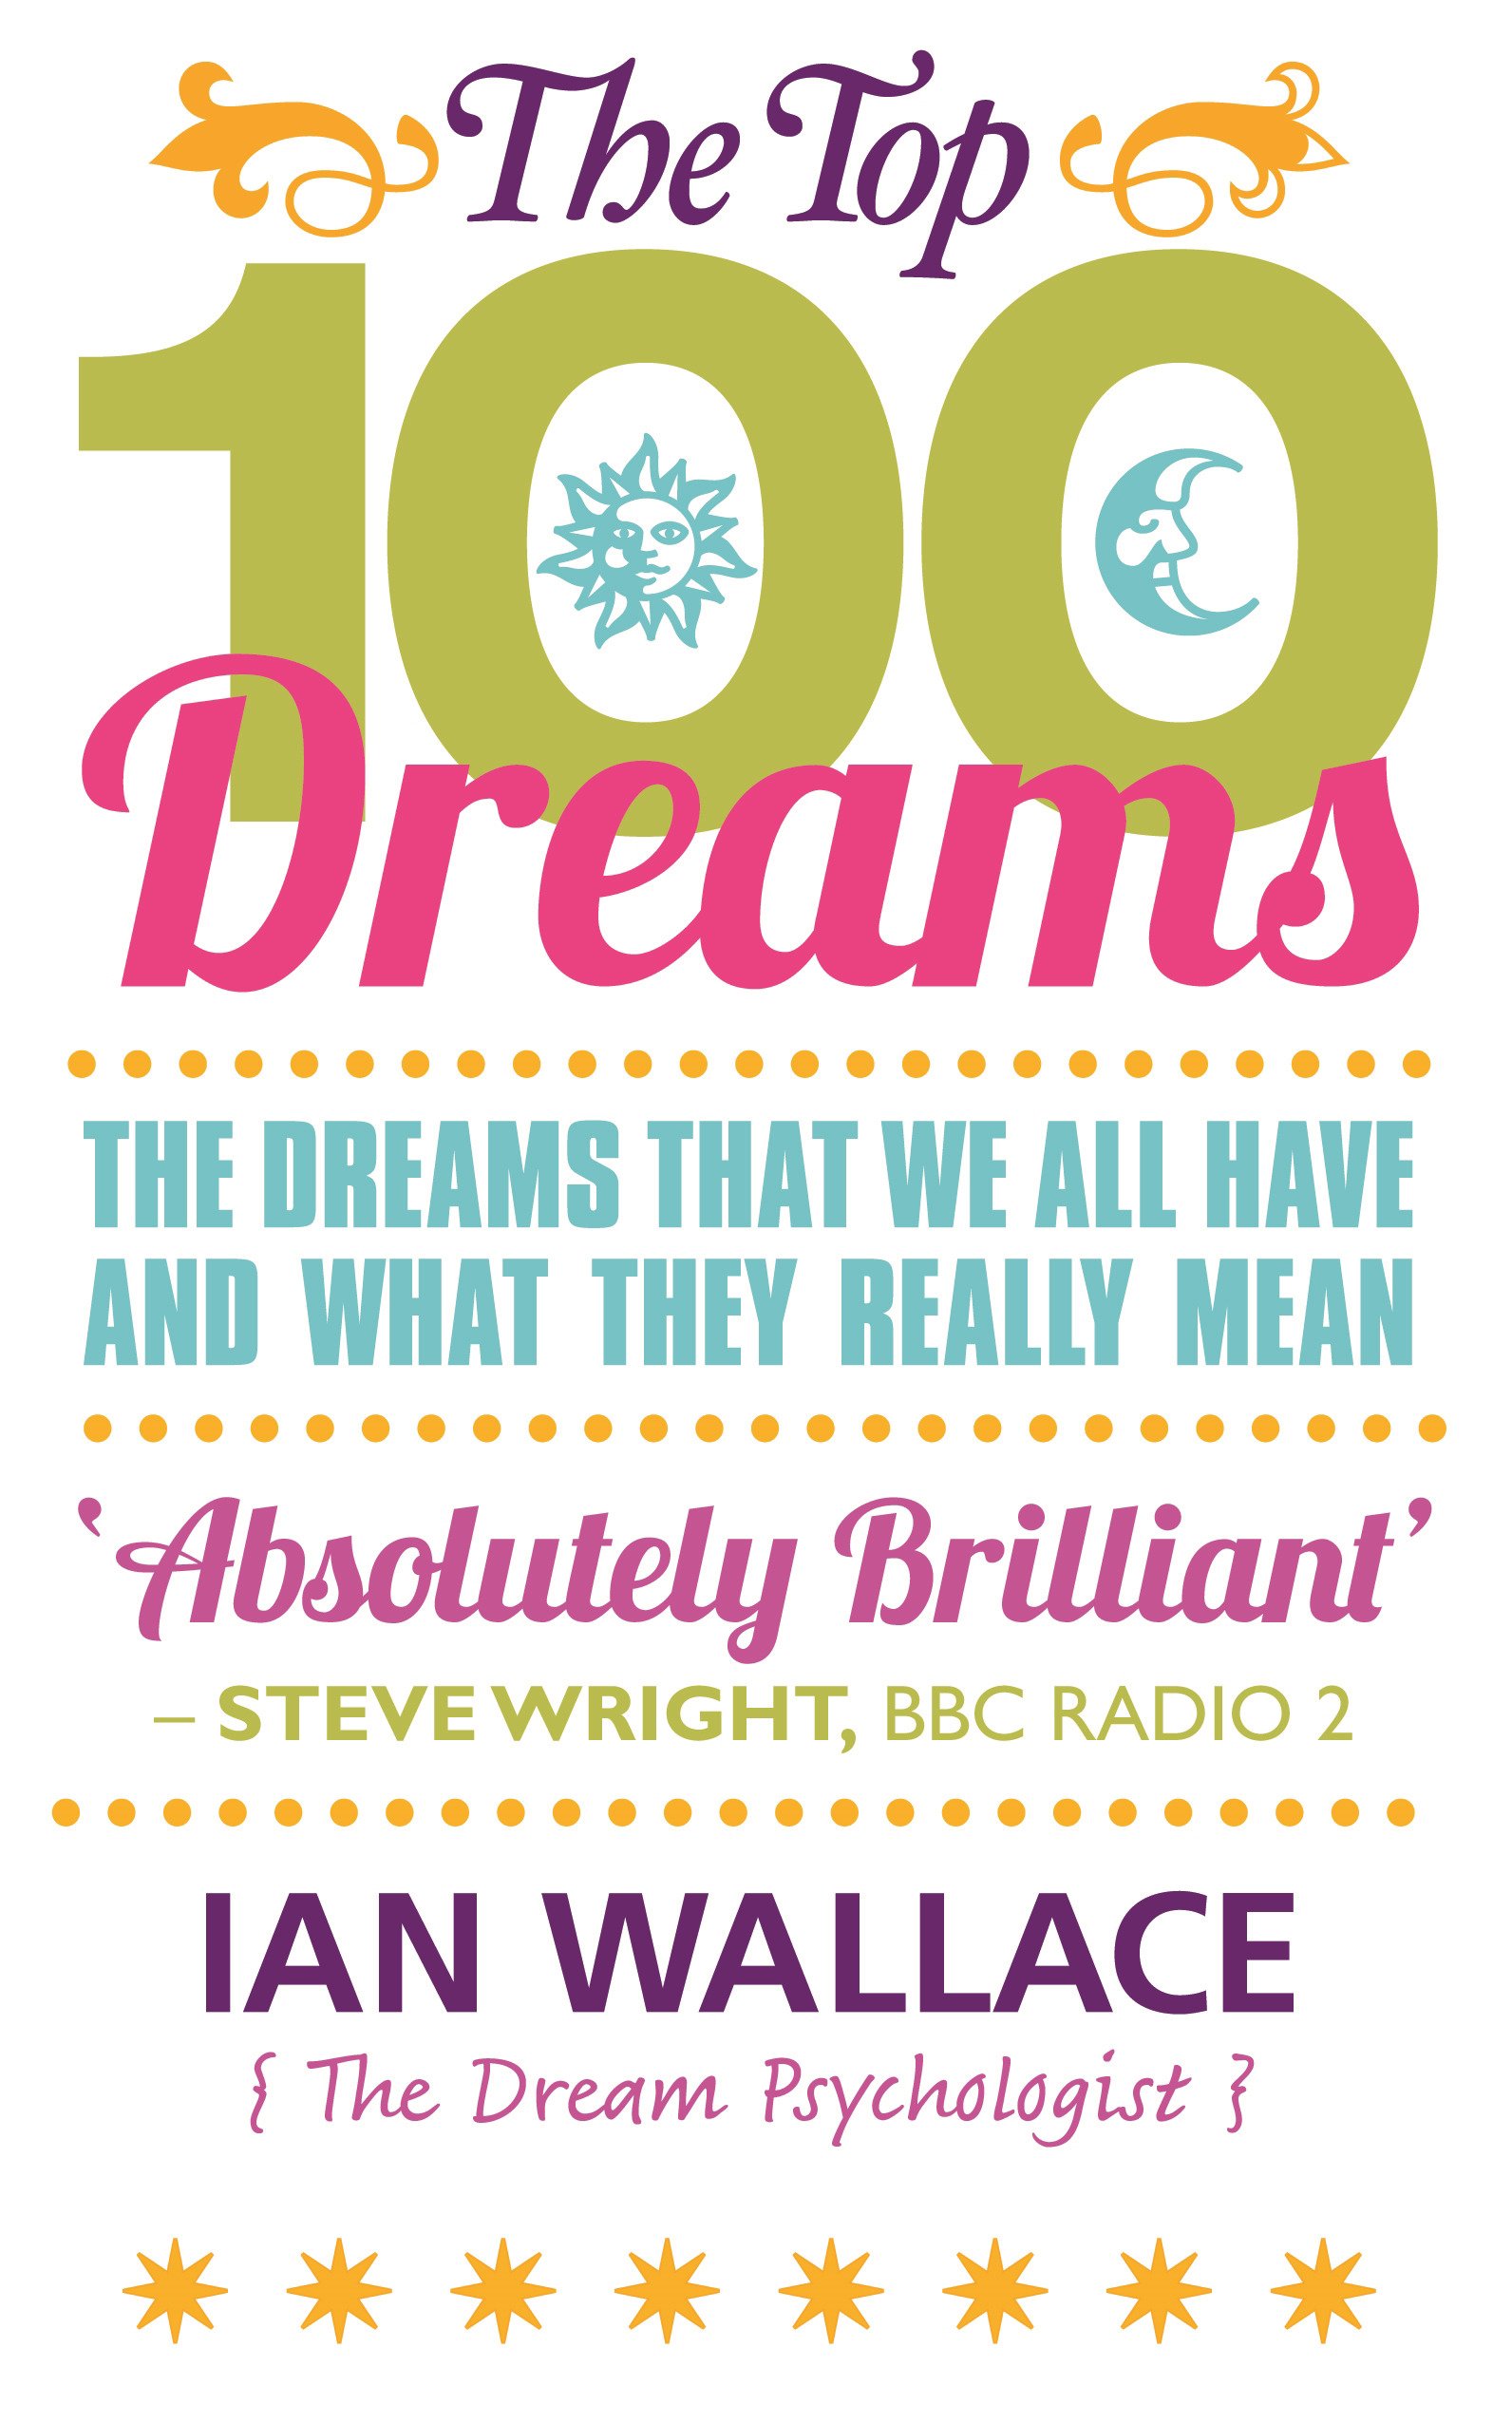 The Top
100
Dreams
THE DREAMS THAT WE ALL HAVE
AND WHAT THEY REALLY MEAN
‘Absolutely brilliant’
– STEVE WRIGHT, BBC RADIO 2
IAN WALLACE
{ The Dream Psychologist }